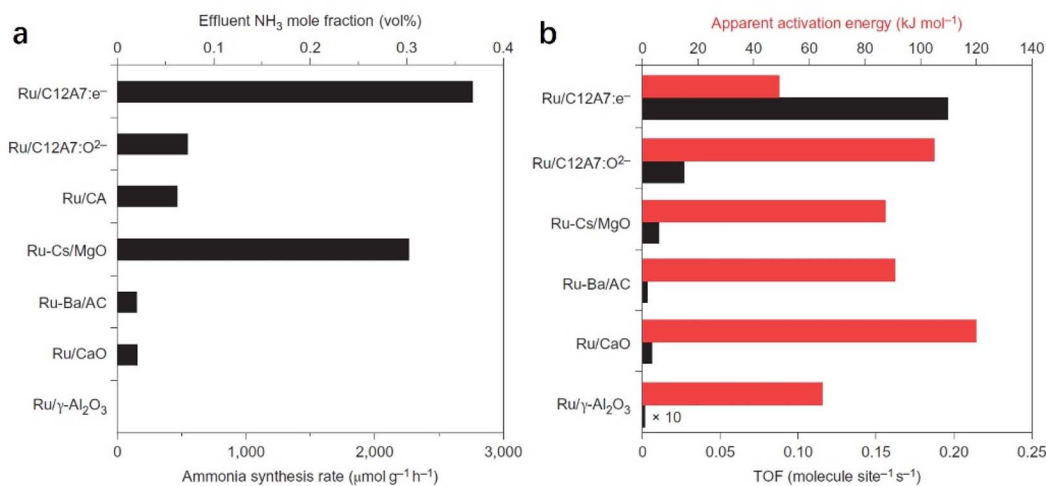 a
Effluent NH₃ mole fraction (vol%)
0 0.1 0.2 0.3 0.4
Ru/C12A7:e⁻
Ru/C12A7:O²⁻
Ru/CA
Ru-Cs/MgO
Ru-Ba/AC
Ru/CaO
Ru/γ-Al₂O₃
0 1,000 2,000 3,000
Ammonia synthesis rate (μmol g⁻¹ h⁻¹)
b
Apparent activation energy (kJ mol⁻¹)
0 20 40 60 80 100 120 140
Ru/C12A7:e⁻
Ru/C12A7:O²⁻
Ru-Cs/MgO
Ru-Ba/AC
Ru/CaO
Ru/γ-Al₂O₃
× 10
0 0.05 0.10 0.15 0.20 0.25
TOF (molecule site⁻¹ s⁻¹)